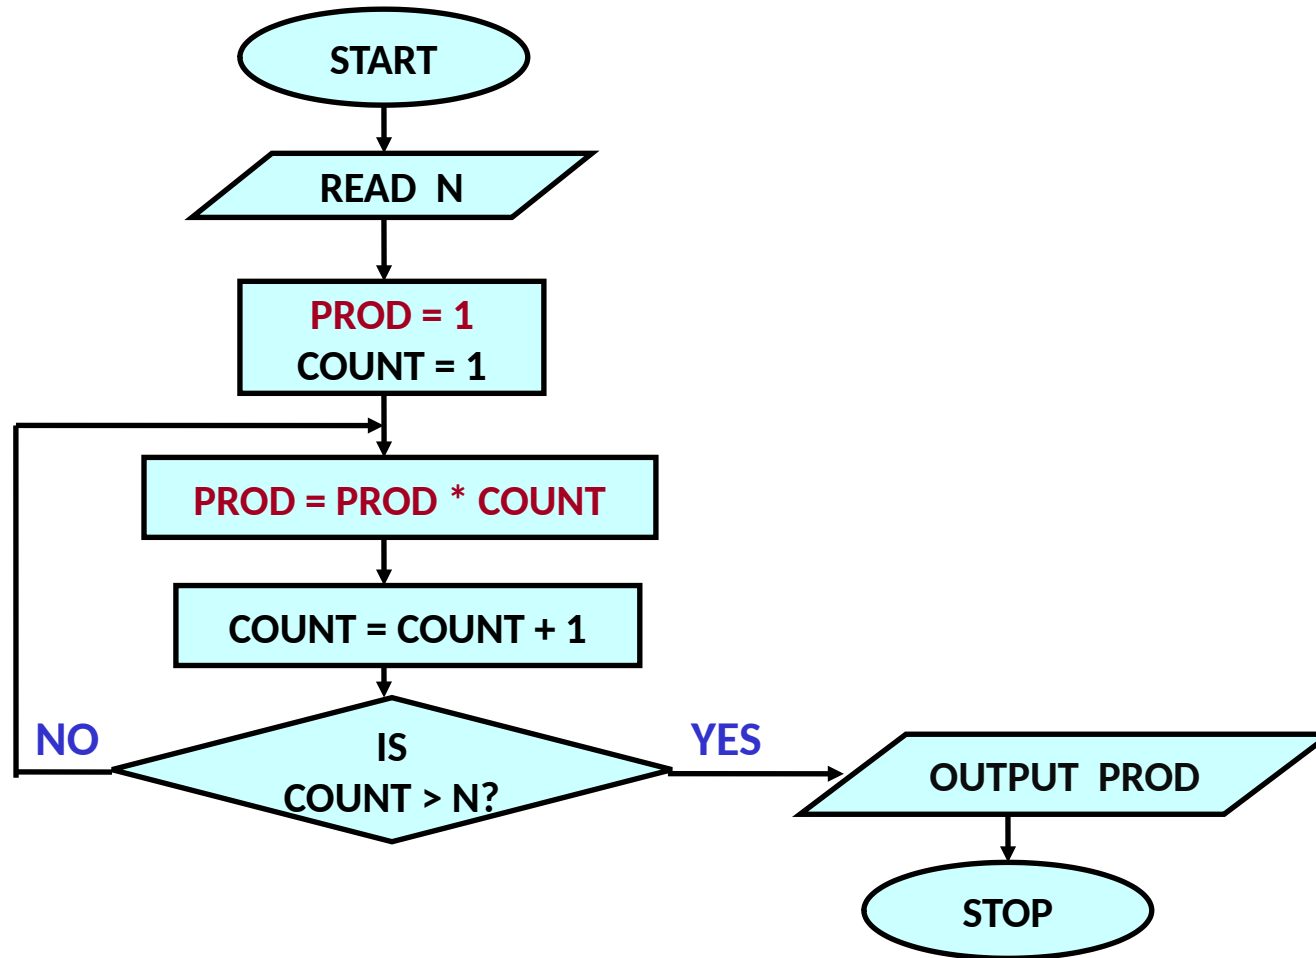 START
READ N
PROD = 1
COUNT = 1
PROD = PROD * COUNT
COUNT = COUNT + 1
NO
IS
COUNT > N?
YES
OUTPUT PROD
STOP